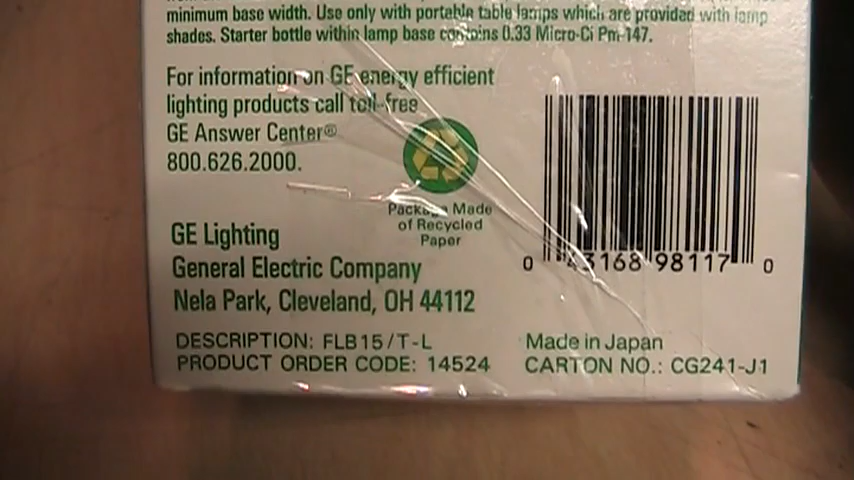 minimum base width. Use only with portable table lamps which are provided with lamp
shades. Starter bottle within lamp base contains 0.33 Micro-Ci Pm-147.
For information on GE energy efficient
lighting products call toll-free
GE Answer Center®
800.626.2000.
Package Made
of Recycled
Paper
GE Lighting
General Electric Company
Nela Park, Cleveland, OH 44112
0 43168 98117 0
DESCRIPTION: FLB15/T-L
PRODUCT ORDER CODE: 14524
Made in Japan
CARTON NO.: CG241-J1